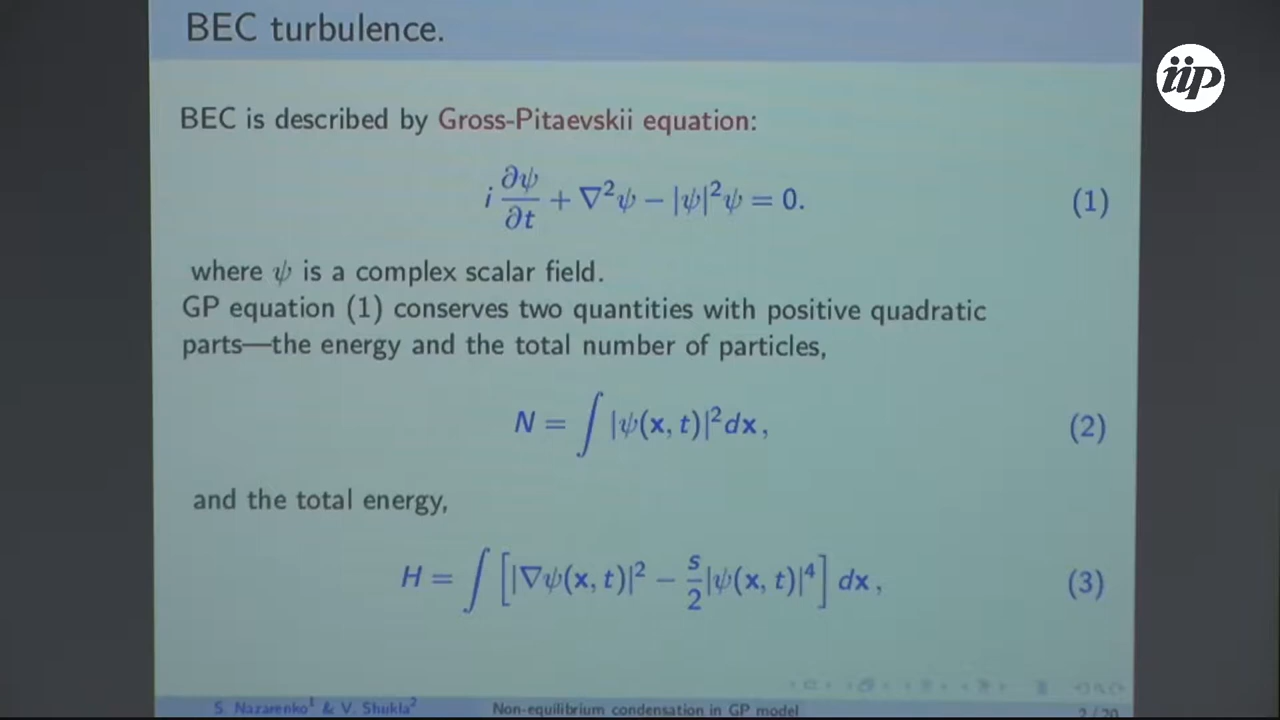 BEC turbulence.
iip
BEC is described by Gross-Pitaevskii equation:
i ∂ψ/∂t + ∇²ψ − |ψ|²ψ = 0. (1)
where ψ is a complex scalar field.
GP equation (1) conserves two quantities with positive quadratic
parts—the energy and the total number of particles,
N = ∫ |ψ(x, t)|² dx, (2)
and the total energy,
H = ∫ [|∇ψ(x, t)|² − s/2 |ψ(x, t)|⁴] dx, (3)
S. Nazarenko¹ & V. Shukla² Non-equilibrium condensation in GP model 2 / 20